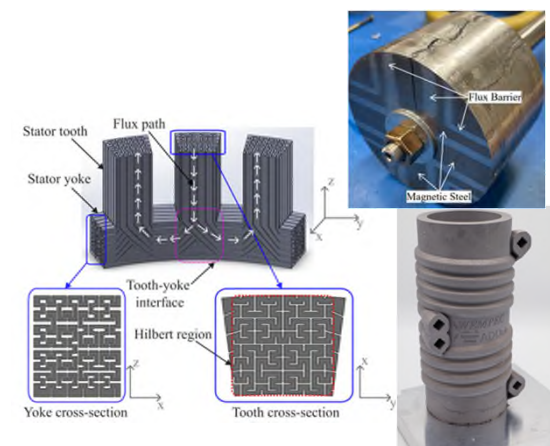 Flux Barrier
Magnetic Steel
Stator tooth
Flux path
Stator yoke
z
y
x
Tooth-yoke
interface
Hilbert region
z
x
x
y
Yoke cross-section
Tooth cross-section